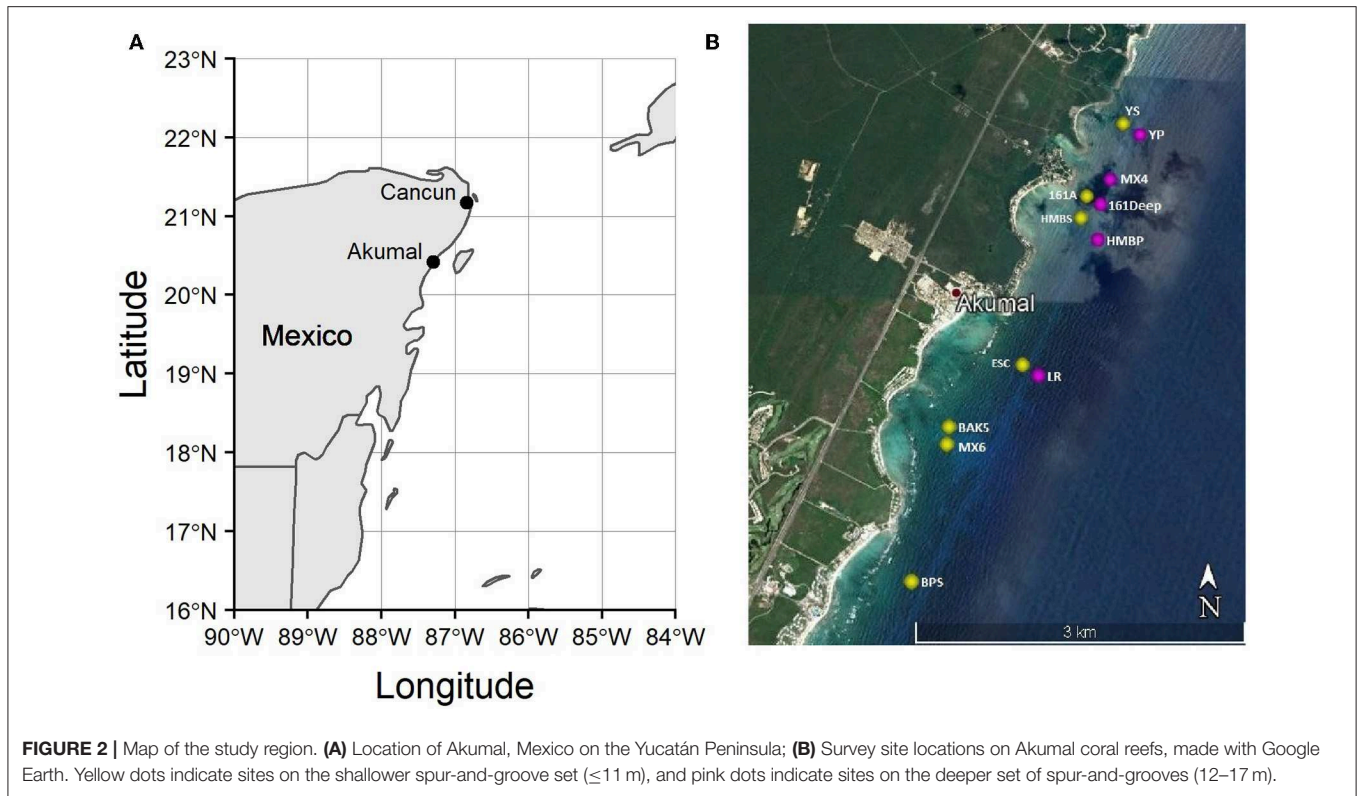 A
23°N
22°N
21°N
20°N
19°N
18°N
17°N
16°N
90°W 89°W 88°W 87°W 86°W 85°W 84°W
Latitude
Longitude
Cancun
Akumal
Mexico
B
YS
YP
MX4
161A
161Deep
HMBS
HMBP
Akumal
ESC
LR
BAK5
MX6
BPS
N
3 km
FIGURE 2 | Map of the study region. (A) Location of Akumal, Mexico on the Yucatán Peninsula; (B) Survey site locations on Akumal coral reefs, made with Google
Earth. Yellow dots indicate sites on the shallower spur-and-groove set (≤11 m), and pink dots indicate sites on the deeper set of spur-and-grooves (12–17 m).